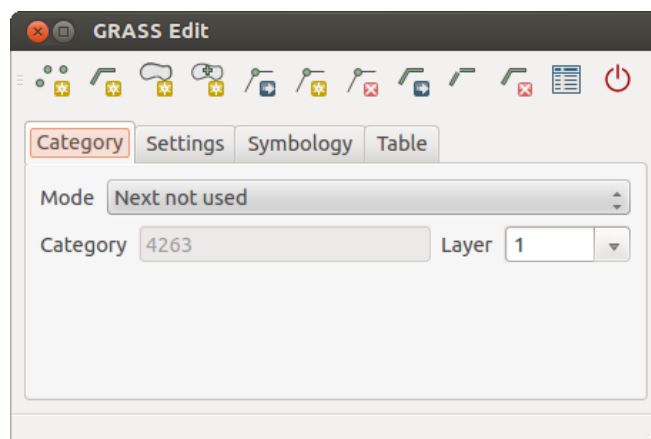 GRASS Edit
Category Settings Symbology Table
Mode Next not used
Category 4263 Layer 1